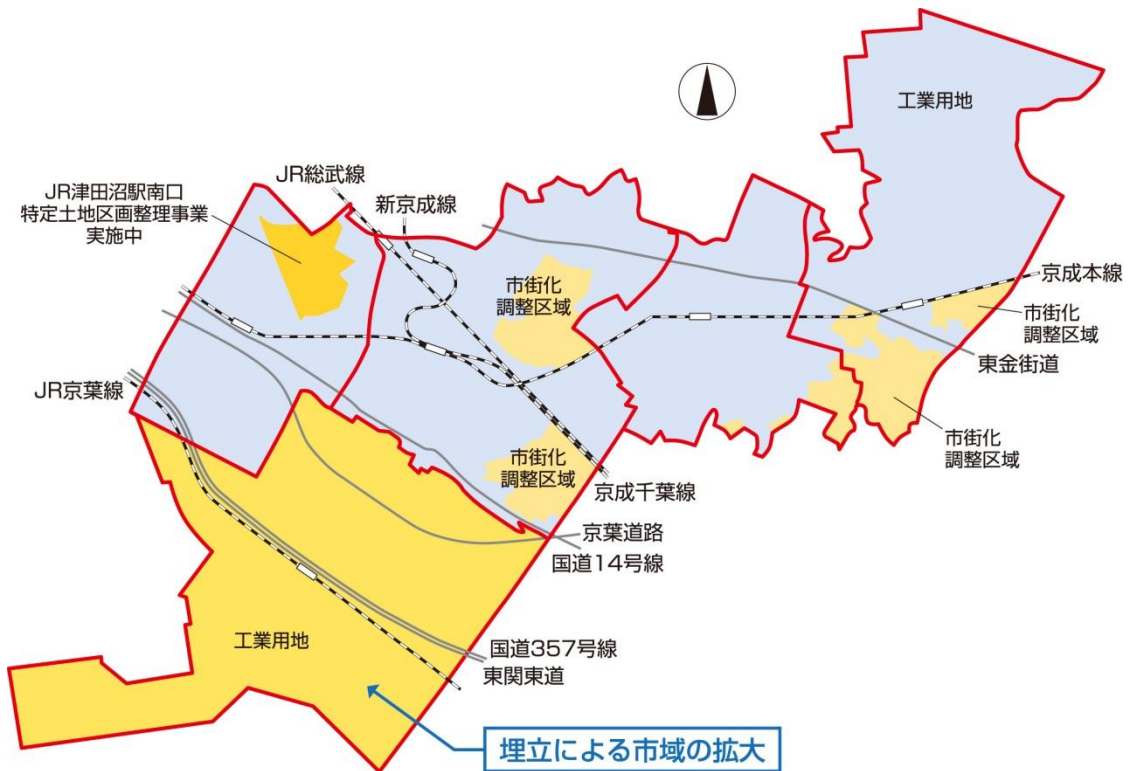 工業用地
JR総武線
JR津田沼駅南口
特定土地区画整理事業
実施中
新京成線
市街化
調整区域
京成本線
市街化
調整区域
東金街道
JR京葉線
市街化
調整区域
市街化
調整区域
京成千葉線
京葉道路
国道14号線
工業用地
国道357号線
東関東道
埋立による市域の拡大